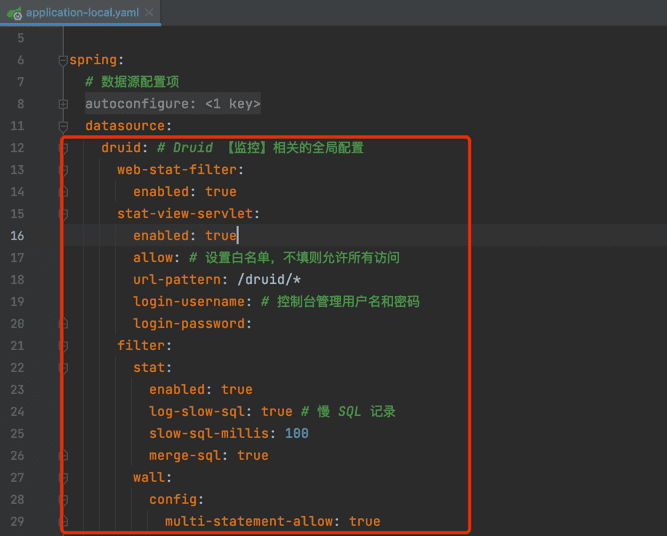 application-local.yaml
5
6 spring:
7 # 数据源配置项
8 autoconfigure: <1 key>
11 datasource:
12 druid: # Druid 【监控】相关的全局配置
13 web-stat-filter:
14 enabled: true
15 stat-view-servlet:
16 enabled: true
17 allow: # 设置白名单，不填则允许所有访问
18 url-pattern: /druid/*
19 login-username: # 控制台管理用户名和密码
20 login-password:
21 filter:
22 stat:
23 enabled: true
24 log-slow-sql: true # 慢 SQL 记录
25 slow-sql-millis: 100
26 merge-sql: true
27 wall:
28 config:
29 multi-statement-allow: true